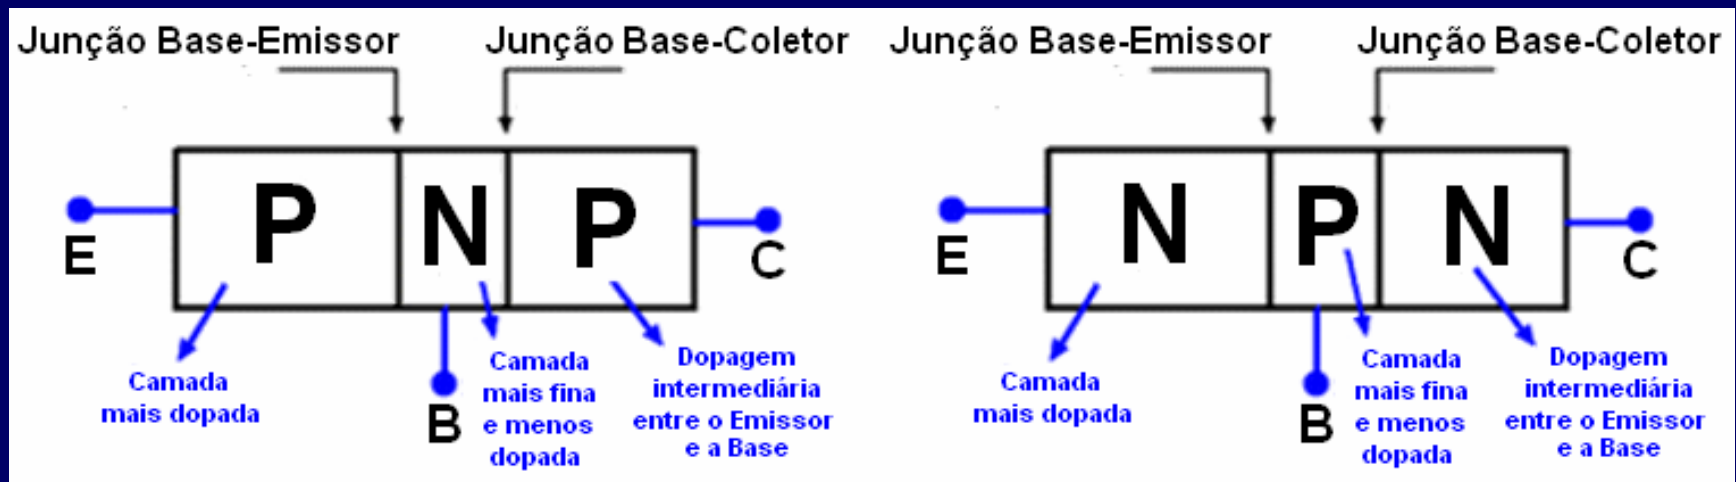 Junção Base-Emissor
Junção Base-Coletor
P
N
P
E
C
B
Camada
mais dopada
Camada
mais fina
e menos
dopada
Dopagem
intermediária
entre o Emissor
e a Base
Junção Base-Emissor
Junção Base-Coletor
N
P
N
E
C
B
Camada
mais dopada
Camada
mais fina
e menos
dopada
Dopagem
intermediária
entre o Emissor
e a Base